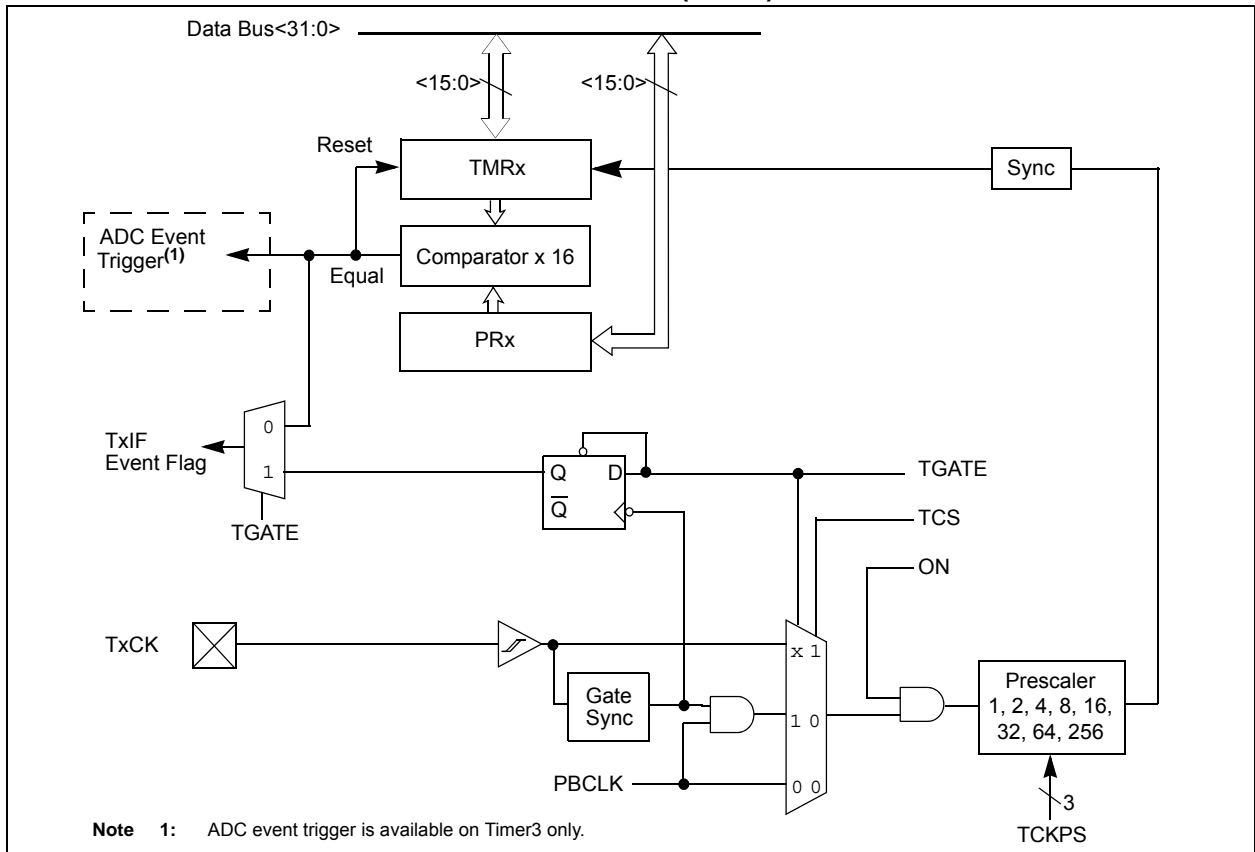 Data Bus<31:0>
<15:0>
<15:0>
Reset
TMRx
Sync
ADC Event
Trigger(1)
Equal
Comparator x 16
PRx
0
1
TxIF
Event Flag
TGATE
Q
D
Q̅
TGATE
TCS
ON
TxCK
x 1
Gate
Sync
1 0
Prescaler
1, 2, 4, 8, 16,
32, 64, 256
PBCLK
0 0
3
TCKPS
Note 1: ADC event trigger is available on Timer3 only.